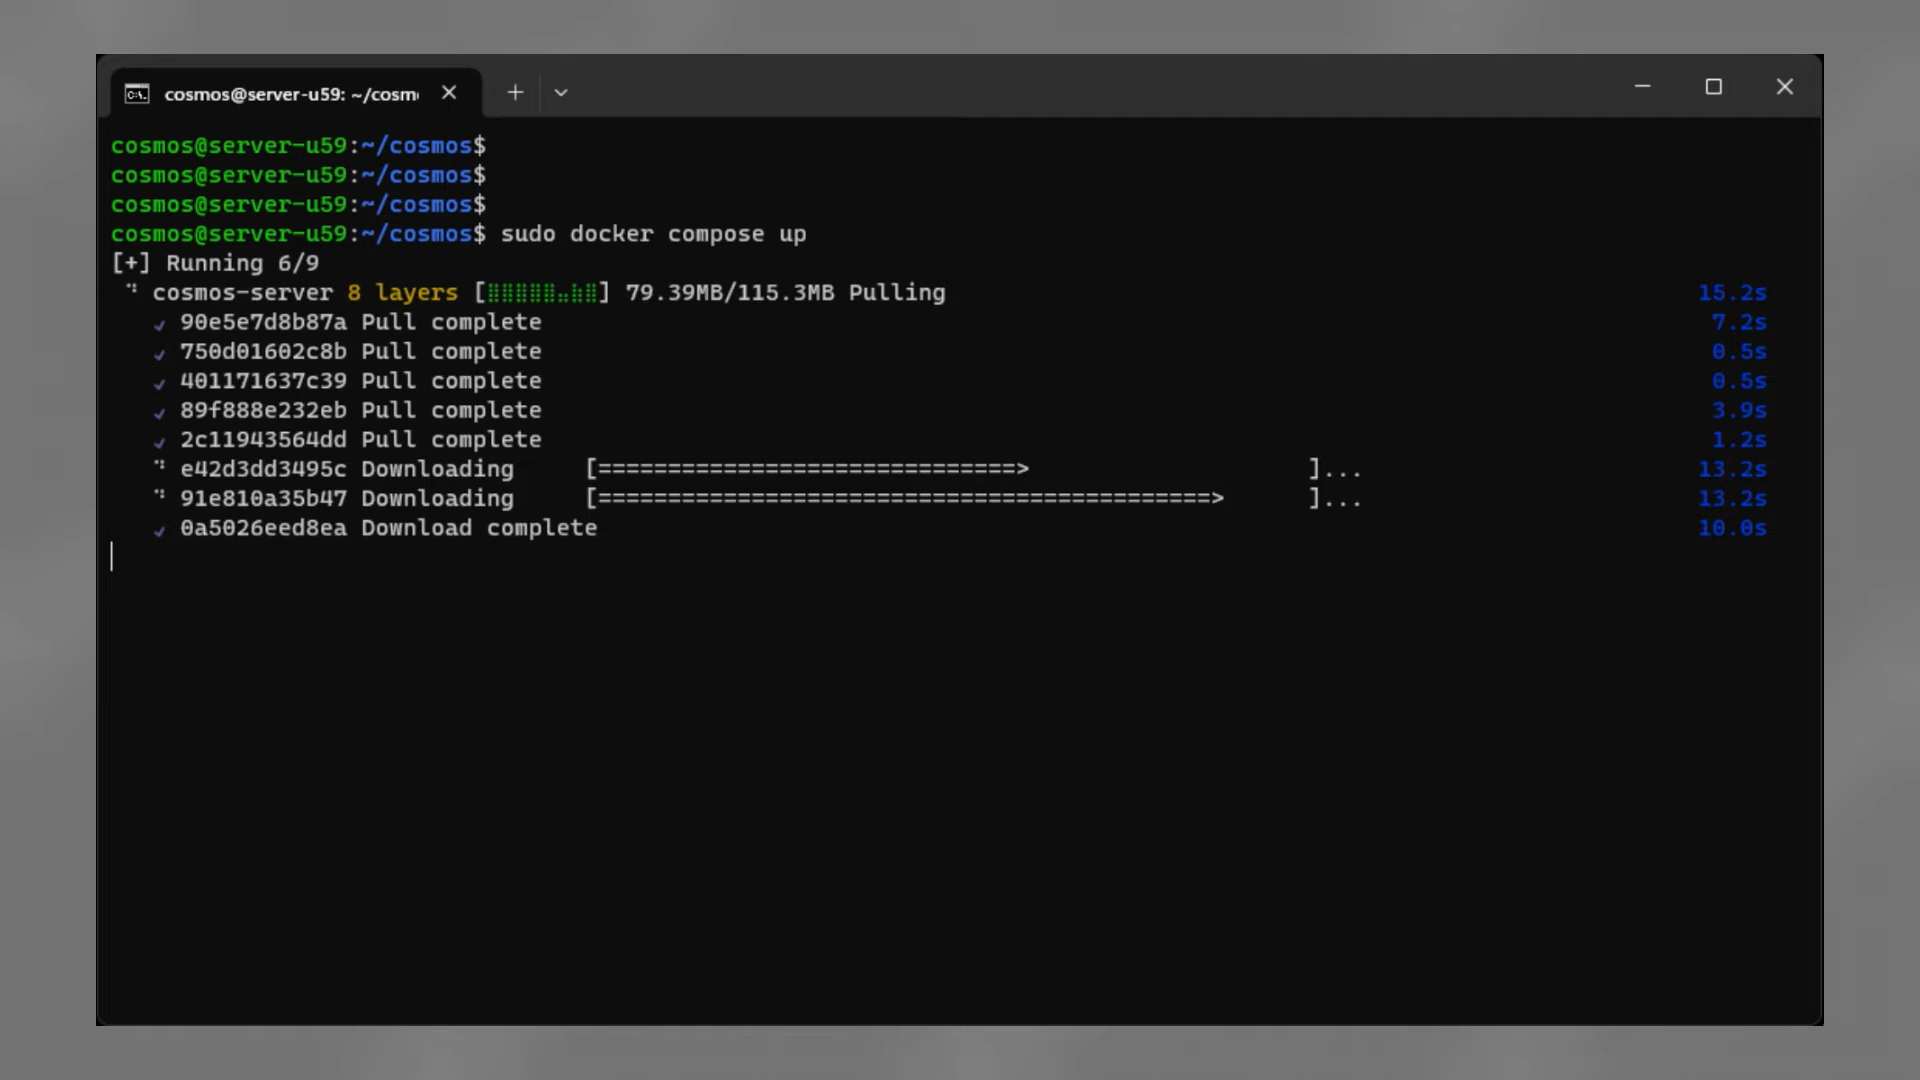 cosmos@server-u59: ~/cosm
cosmos@server-u59:~/cosmos$
cosmos@server-u59:~/cosmos$
cosmos@server-u59:~/cosmos$
cosmos@server-u59:~/cosmos$ sudo docker compose up
[+] Running 6/9
cosmos-server 8 layers [⣿⣿⣿⣿⣿⣀⣷⣿] 79.39MB/115.3MB Pulling 15.2s
✓ 90e5e7d8b87a Pull complete 7.2s
✓ 750d01602c8b Pull complete 0.5s
✓ 401171637c39 Pull complete 0.5s
✓ 89f888e232eb Pull complete 3.9s
✓ 2c11943564dd Pull complete 1.2s
e42d3dd3495c Downloading [==============================> ]... 13.2s
91e810a35b47 Downloading [============================================> ]... 13.2s
✓ 0a5026eed8ea Download complete 10.0s